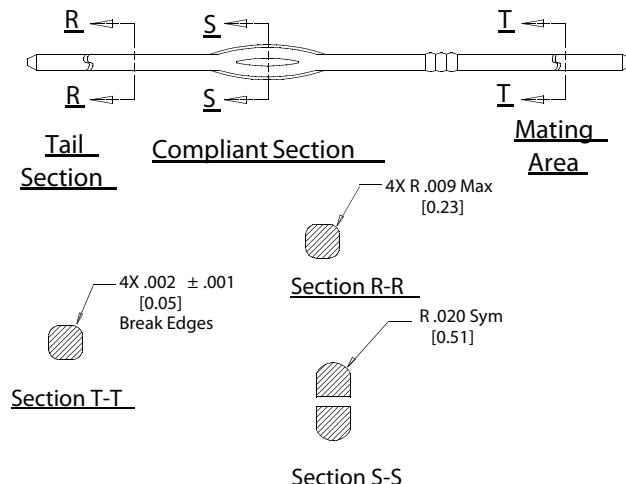 R S T
R S T
Tail
Section
Compliant Section
Mating
Area
4X R .009 Max
[0.23]
Section R-R
4X .002 ± .001
[0.05]
Break Edges
Section T-T
R .020 Sym
[0.51]
Section S-S